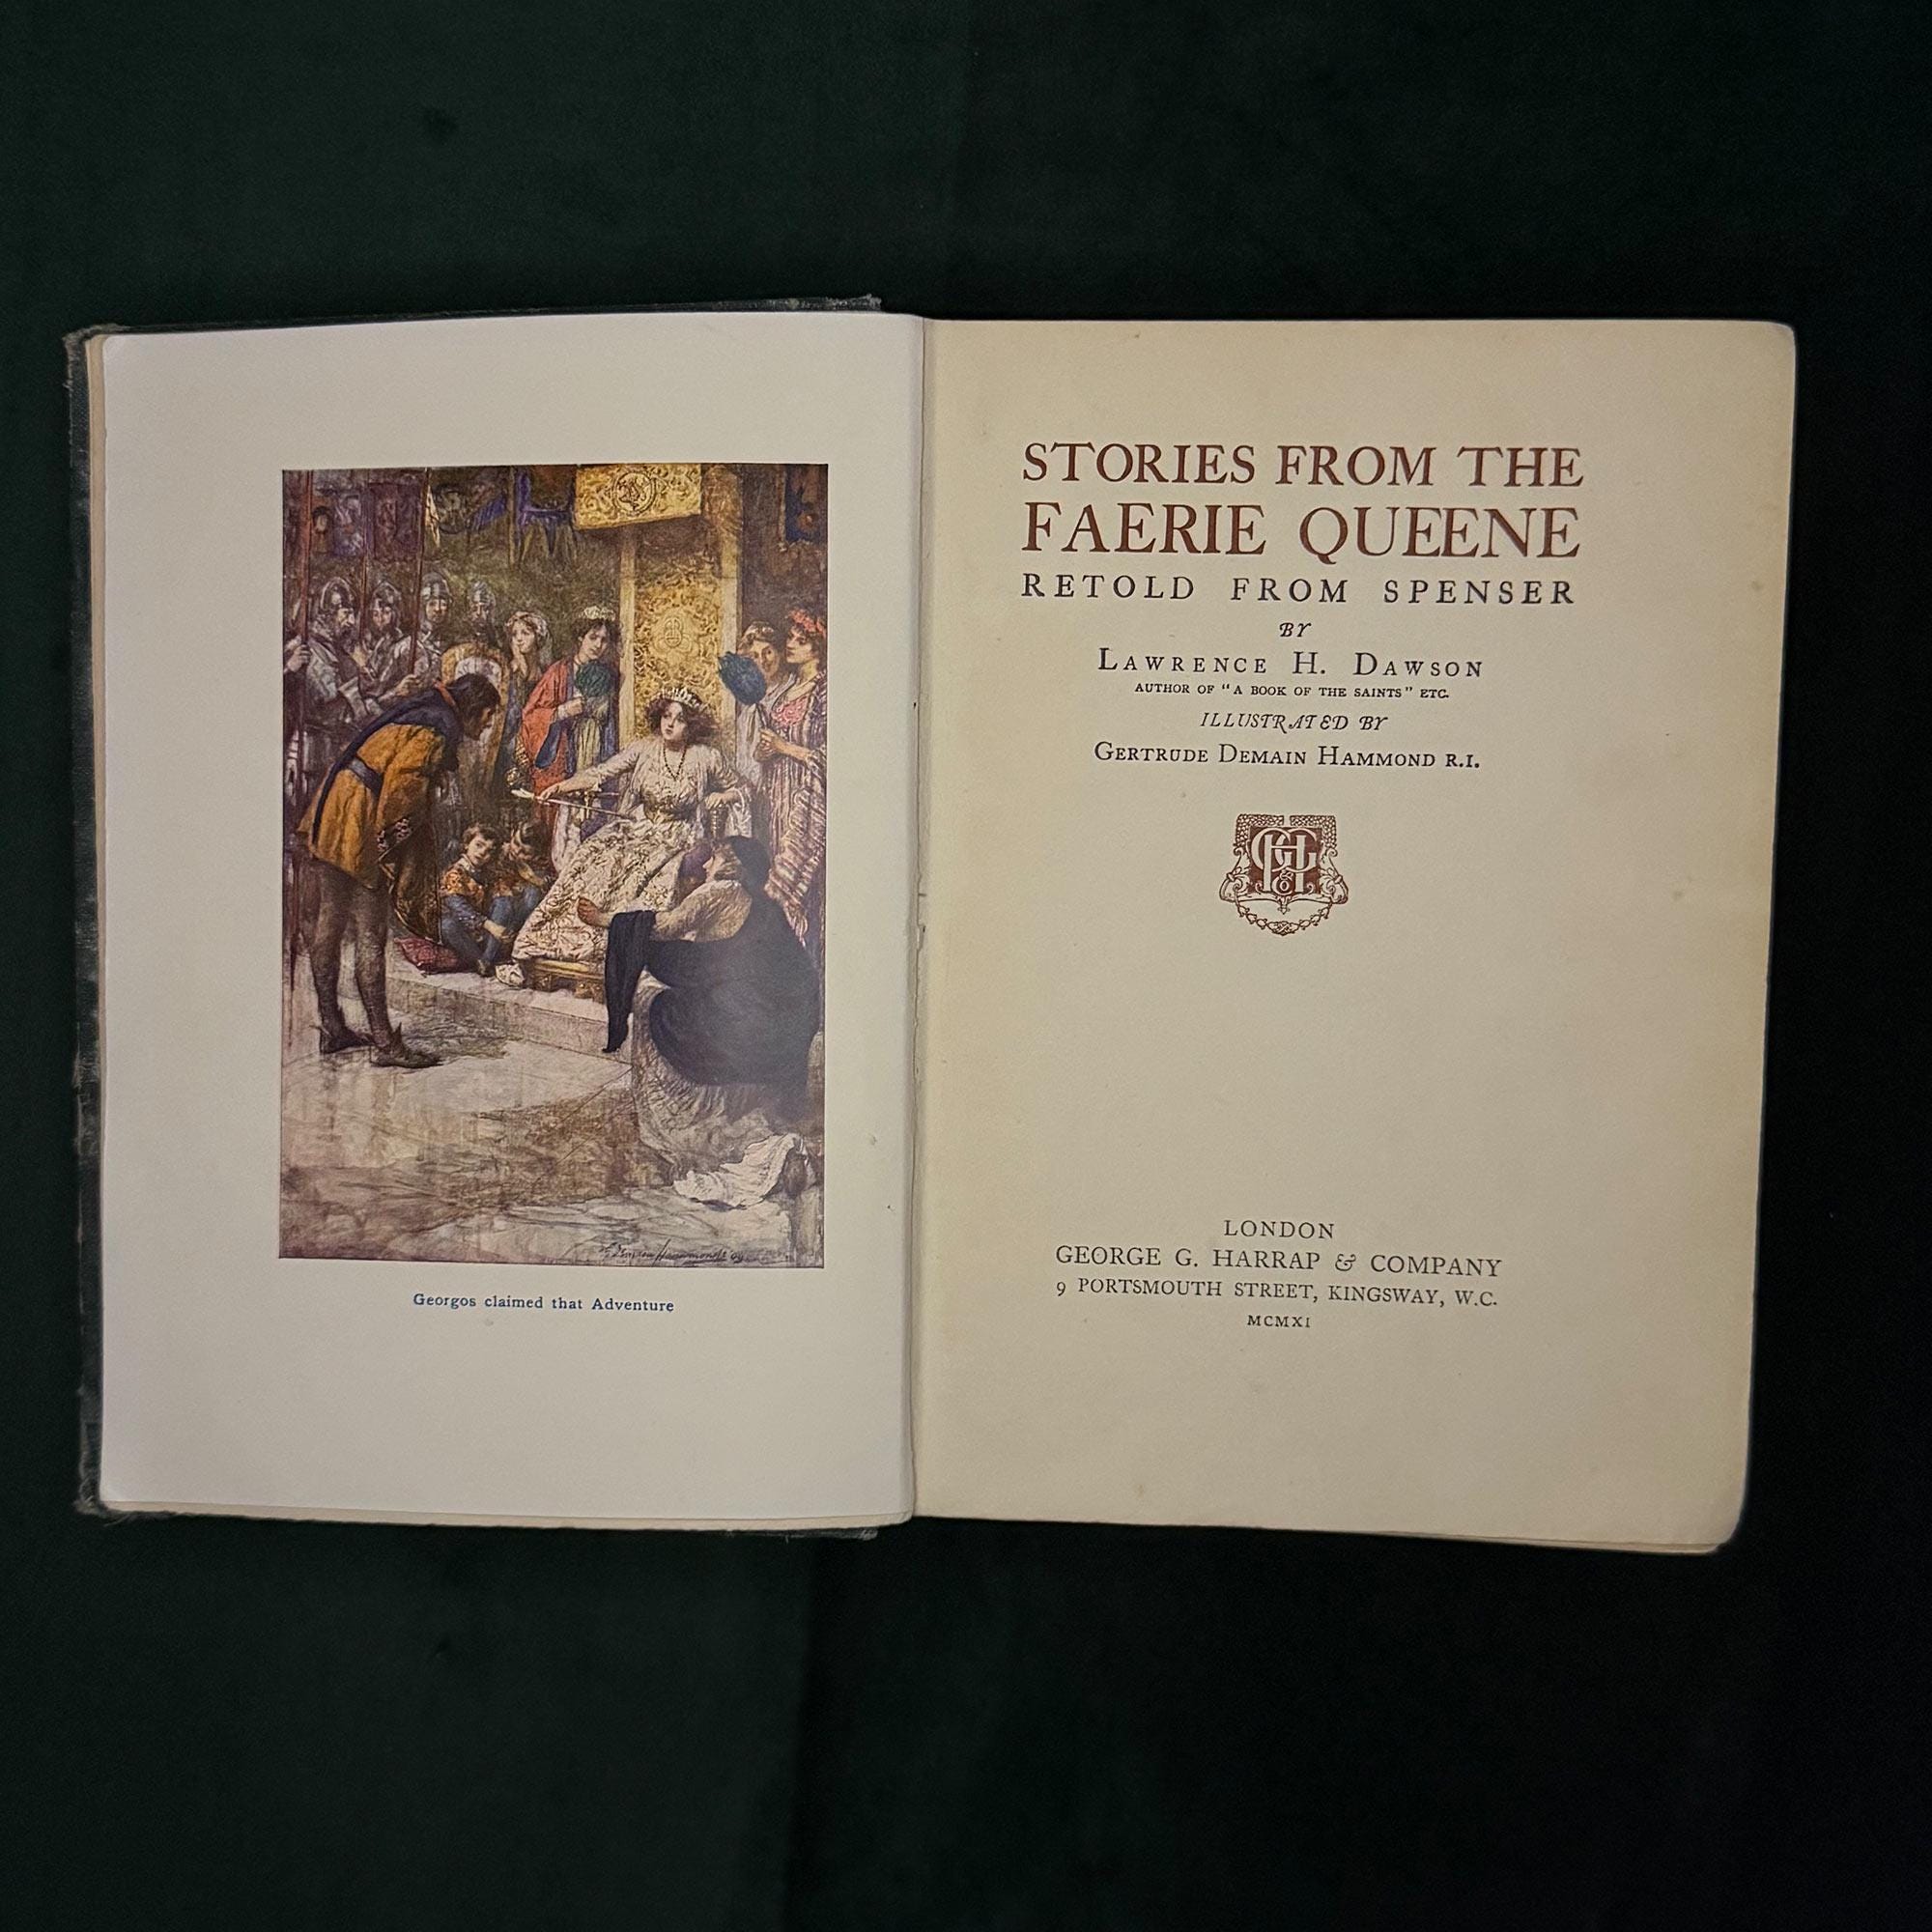 Georgos claimed that Adventure
STORIES FROM THE
FAERIE QUEENE
RETOLD FROM SPENSER
BY
LAWRENCE H. DAWSON
AUTHOR OF "A BOOK OF THE SAINTS" ETC.
ILLUSTRATED BY
GERTRUDE DEMAIN HAMMOND R.I.
LONDON
GEORGE G. HARRAP & COMPANY
9 PORTSMOUTH STREET, KINGSWAY, W.C.
MCMXI